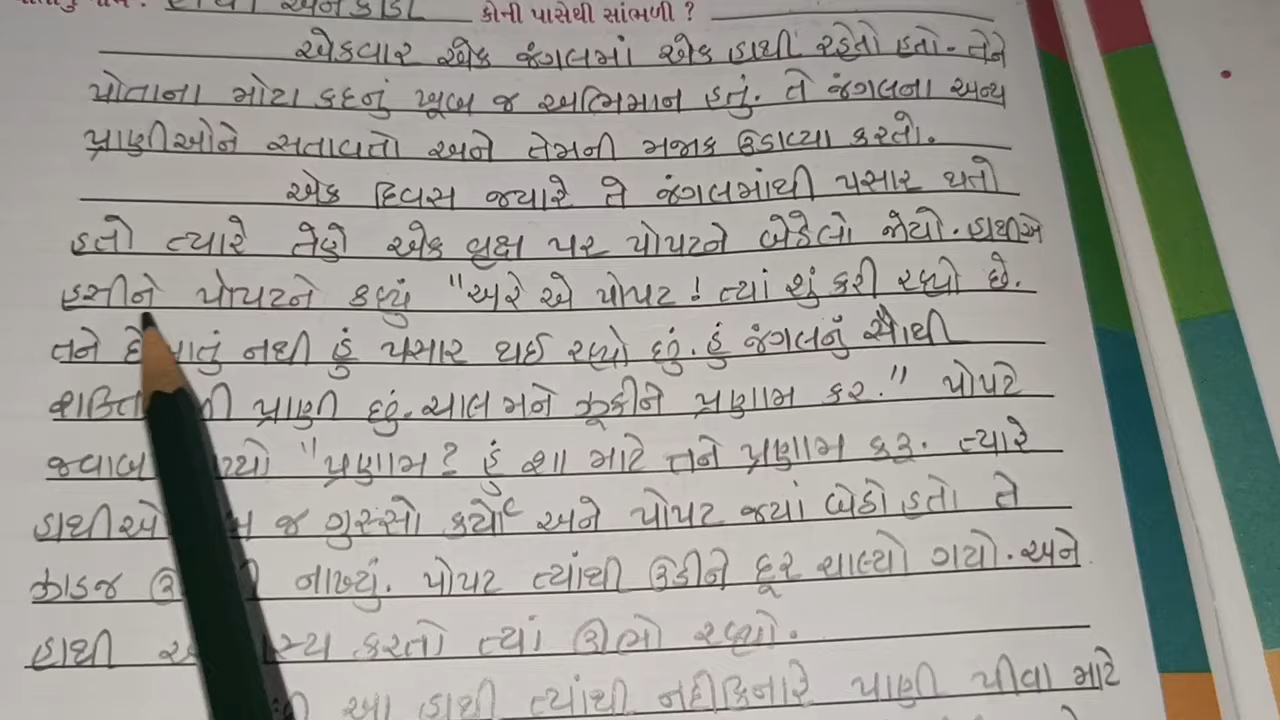 અને કીડી કોની પાસેથી સાંભળી ?
એકવાર એક જંગલમાં એક હાથી રહેતો હતો. તેને
પોતાના મોટા કદનું ખૂબ જ અભિમાન હતું. તે જંગલના અન્ય
પ્રાણીઓને સતાવતો અને તેમની મજાક ઉડાવ્યા કરતો.
એક દિવસ જ્યારે તે જંગલમાંથી પસાર થતો
હતો ત્યારે તેણે એક વૃક્ષ પર પોપટને બેઠેલો જોયો. હાથીએ
હસીને પોપટને કહ્યું "અરે એ પોપટ! ત્યાં શું કરી રહ્યો છે.
તને નથી હું પસાર થઈ રહ્યો છું. હું જંગલનું સૌથી
પ્રાણી છું. ચાલ મને ઝૂકીને પ્રણામ કર." પોપટે
"પ્રણામ? હું શા માટે તને પ્રણામ કરૂ. ત્યારે
હાથીએ જ ગુસ્સો કર્યો અને પોપટ જ્યાં બેઠો હતો તે
ઝાડજ નાખ્યું. પોપટ ત્યાંથી ઉડીને દૂર ચાલ્યો ગયો. અને
હાથી કરતો ત્યાં ઊભો રહ્યો.
આ હાથી ત્યાંથી નદીકિનારે પાણી પીવા માટે